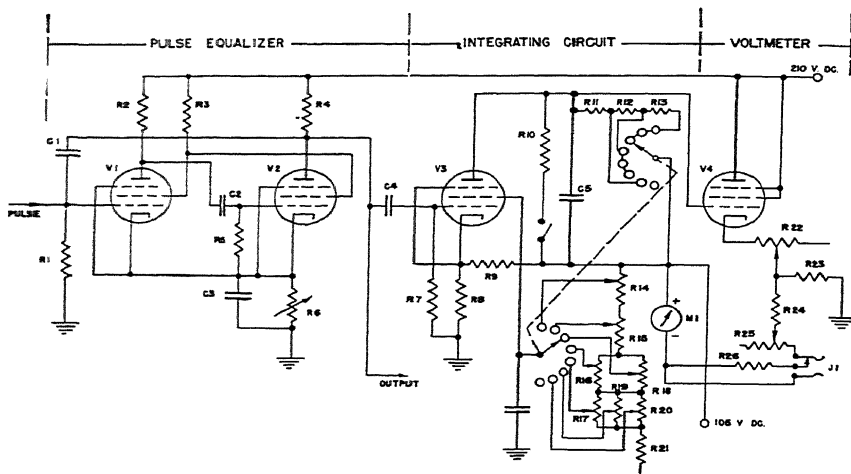 PULSE EQUALIZER
INTEGRATING CIRCUIT
VOLTMETER
210 V. DC.
R2
R3
R4
R11
R12
R13
C1
R10
V1
V2
V3
C5
V4
C2
C4
PULSE
R22
R5
R23
R1
R9
C3
R6
R7
R8
R14
R24
M1
+
-
R15
R25
R26
J1
OUTPUT
R16
R19
R18
R17
R20
R21
105 V DC.